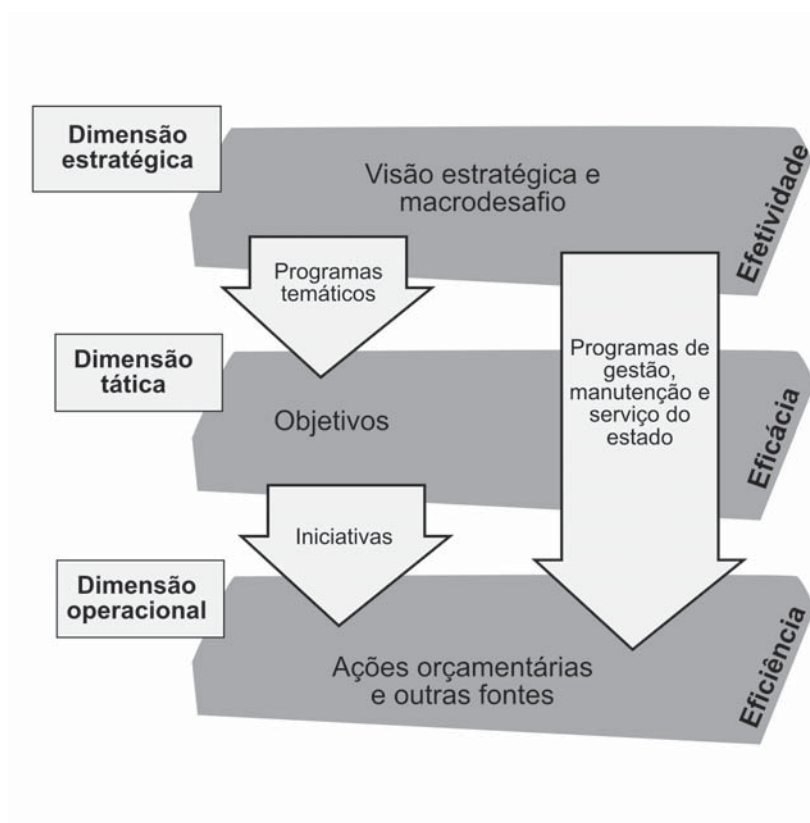 Dimensão
estratégica
Visão estratégica e
macrodesafio
Efetividade
Programas
temáticos
Dimensão
tática
Objetivos
Programas de
gestão,
manutenção e
serviço do
estado
Eficácia
Iniciativas
Dimensão
operacional
Ações orçamentárias
e outras fontes
Eficiência